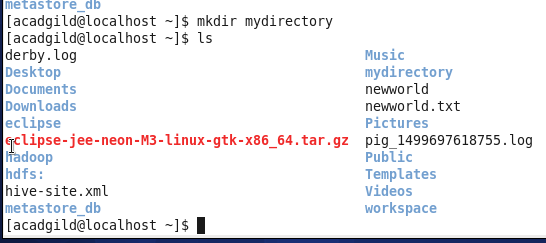 metastore_db
[acadgild@localhost ~]$ mkdir mydirectory
[acadgild@localhost ~]$ ls
derby.log Music
Desktop mydirectory
Documents newworld
Downloads newworld.txt
eclipse Pictures
eclipse-jee-neon-M3-linux-gtk-x86_64.tar.gz pig_1499697618755.log
hadoop Public
hdfs: Templates
hive-site.xml Videos
metastore_db workspace
[acadgild@localhost ~]$